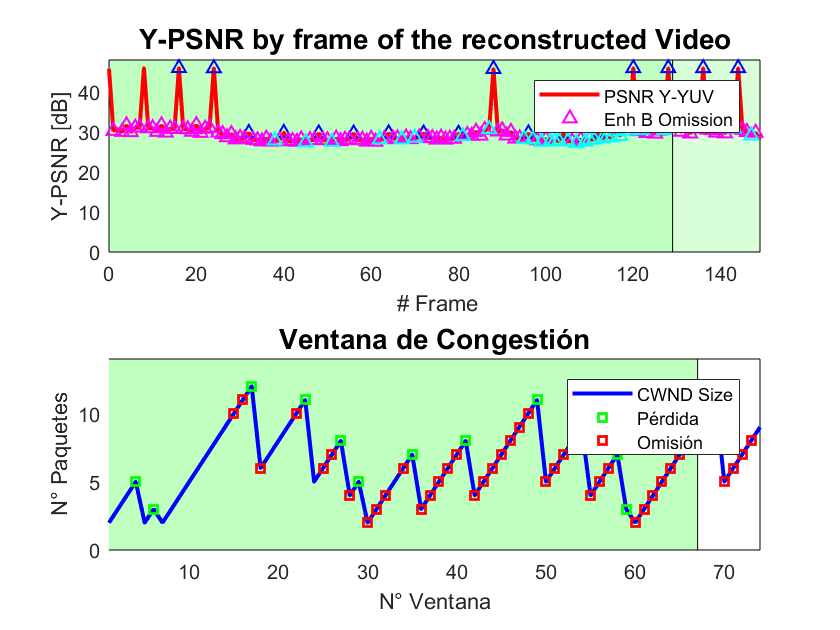 Y-PSNR by frame of the reconstructed Video
Y-PSNR [dB]
40
30
20
10
0
PSNR Y-YUV
Enh B Omission
0 20 40 60 80 100 120 140
# Frame
Ventana de Congestión
N° Paquetes
10
5
0
CWND Size
Pérdida
Omisión
10 20 30 40 50 60 70
N° Ventana